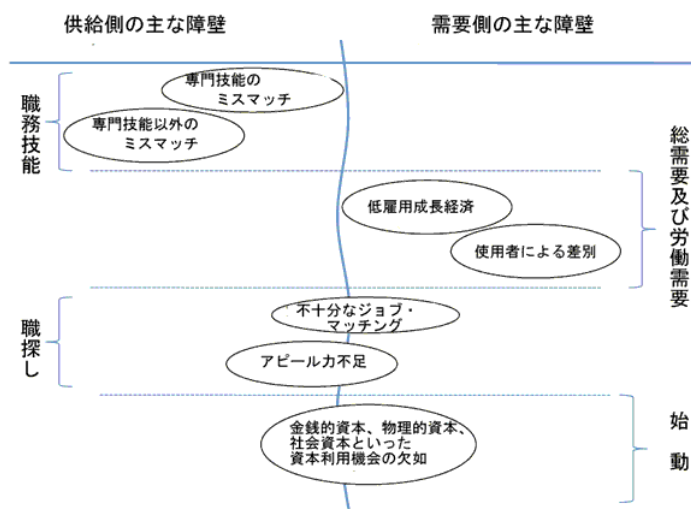 供給側の主な障壁
需要側の主な障壁
職務技能
専門技能の
ミスマッチ
専門技能以外の
ミスマッチ
総需要及び労働需要
低雇用成長経済
使用者による差別
職探し
不十分なジョブ・
マッチング
アピール力不足
始動
金銭的資本、物理的資本、
社会資本といった
資本利用機会の欠如